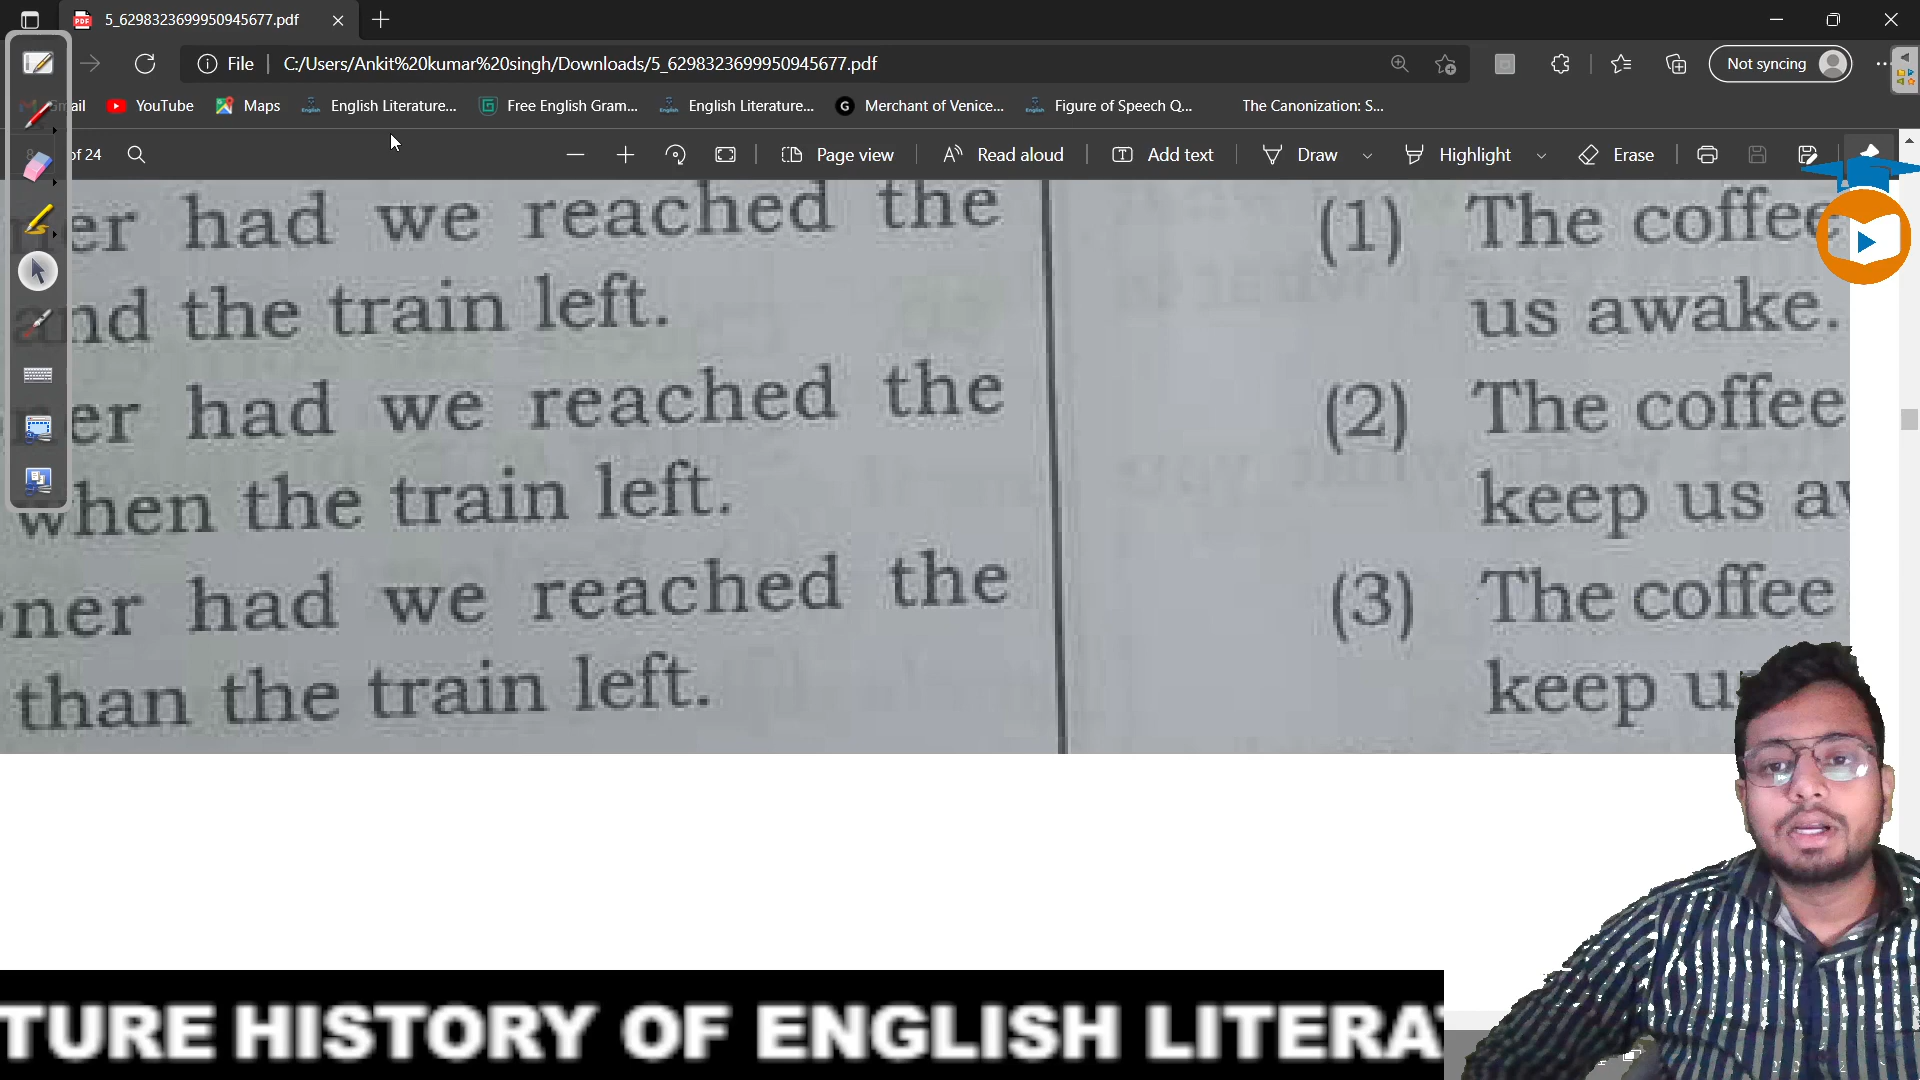 5_6298323699950945677.pdf
File
C:/Users/Ankit%20kumar%20singh/Downloads/5_6298323699950945677.pdf
Not syncing
YouTube
Maps
English Literature...
Free English Gram...
English Literature...
Merchant of Venice...
Figure of Speech Q...
The Canonization: S...
of 24
Page view
Read aloud
Add text
Draw
Highlight
Erase
had we reached the
and the train left.
had we reached the
when the train left.
had we reached the
than the train left.
(1) The coffee
us awake.
(2) The coffee
keep us
(3) The coffee
keep
HISTORY OF ENGLISH